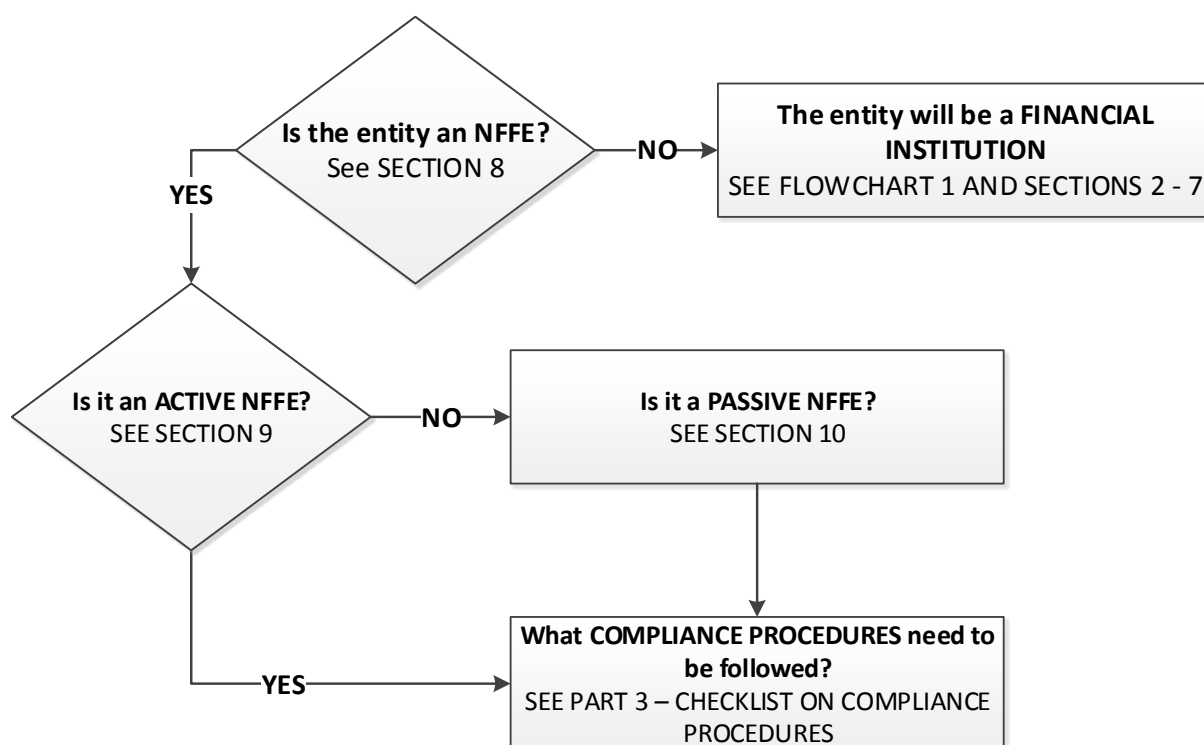 Is the entity an NFFE?
See SECTION 8
NO
The entity will be a FINANCIAL
INSTITUTION
SEE FLOWCHART 1 AND SECTIONS 2 - 7
YES
Is it an ACTIVE NFFE?
SEE SECTION 9
NO
Is it a PASSIVE NFFE?
SEE SECTION 10
What COMPLIANCE PROCEDURES need to
be followed?
SEE PART 3 – CHECKLIST ON COMPLIANCE
PROCEDURES
YES